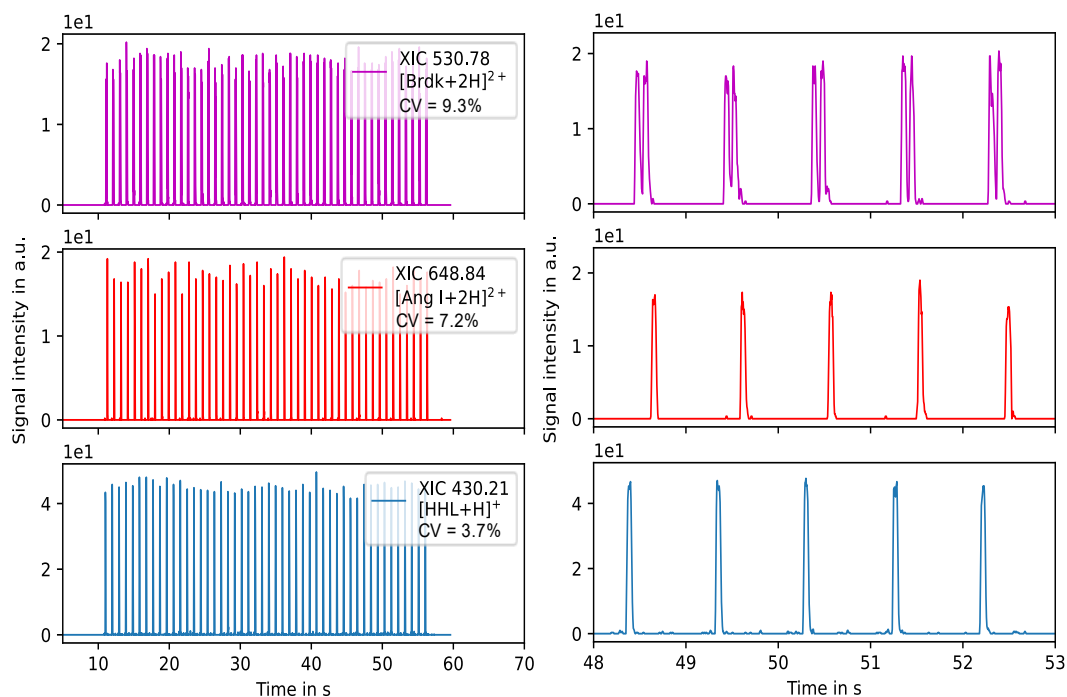 1e1
2
1
0
XIC 530.78
[Brdk+2H]²⁺
CV = 9.3%
1e1
2
1
0
1e1
2
1
0
XIC 648.84
[Ang I+2H]²⁺
CV = 7.2%
1e1
2
1
0
Signal intensity in a.u.
Signal intensity in a.u.
1e1
4
2
0
XIC 430.21
[HHL+H]⁺
CV = 3.7%
1e1
4
2
0
10 20 30 40 50 60 70
Time in s
48 49 50 51 52 53
Time in s